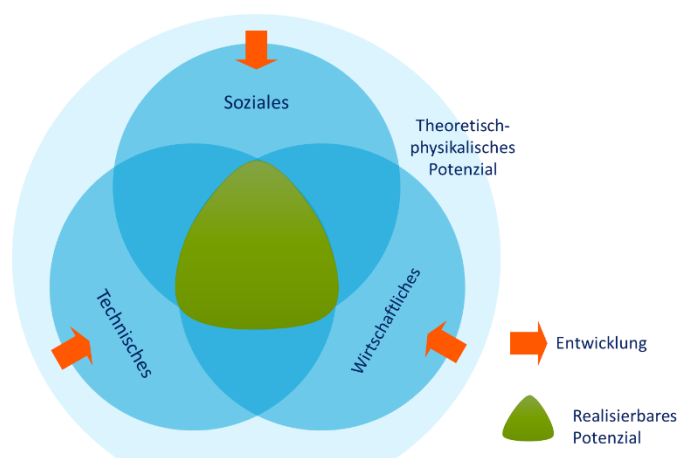 Soziales
Theoretisch-
physikalisches
Potenzial
Technisches
Wirtschaftliches
Entwicklung
Realisierbares
Potenzial